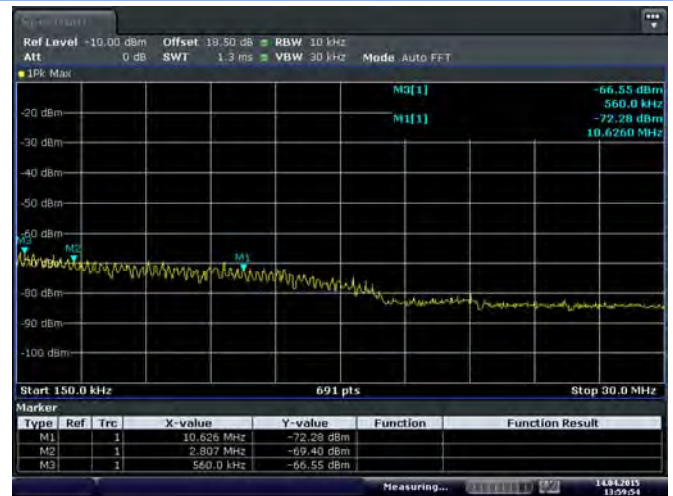 Spectrum
Ref Level -10.00 dBm Offset 18.50 dB RBW 10 kHz
Att 0 dB SWT 1.3 ms VBW 30 kHz Mode Auto FFT
1Pk Max
M3[1] -66.55 dBm
560.0 kHz
-20 dBm
M1[1] -72.28 dBm
10.6260 MHz
-30 dBm
-40 dBm
-50 dBm
-60 dBm
M3
M2
M1
-80 dBm
-90 dBm
-100 dBm
Start 150.0 kHz 691 pts Stop 30.0 MHz
Marker
Type Ref Trc X-value Y-value Function Function Result
M1 1 10.626 MHz -72.28 dBm
M2 1 2.807 MHz -69.40 dBm
M3 1 560.0 kHz -66.55 dBm
Measuring... 14.04.2015
13:59:54